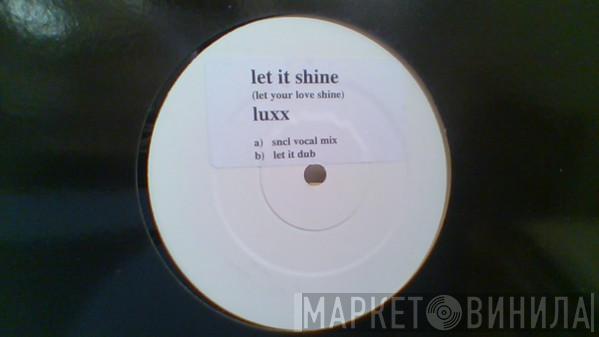 let it shine
(let your love shine)
luxx
a) sncl vocal mix
b) let it dub
МАРКЕТ ВИНИЛА